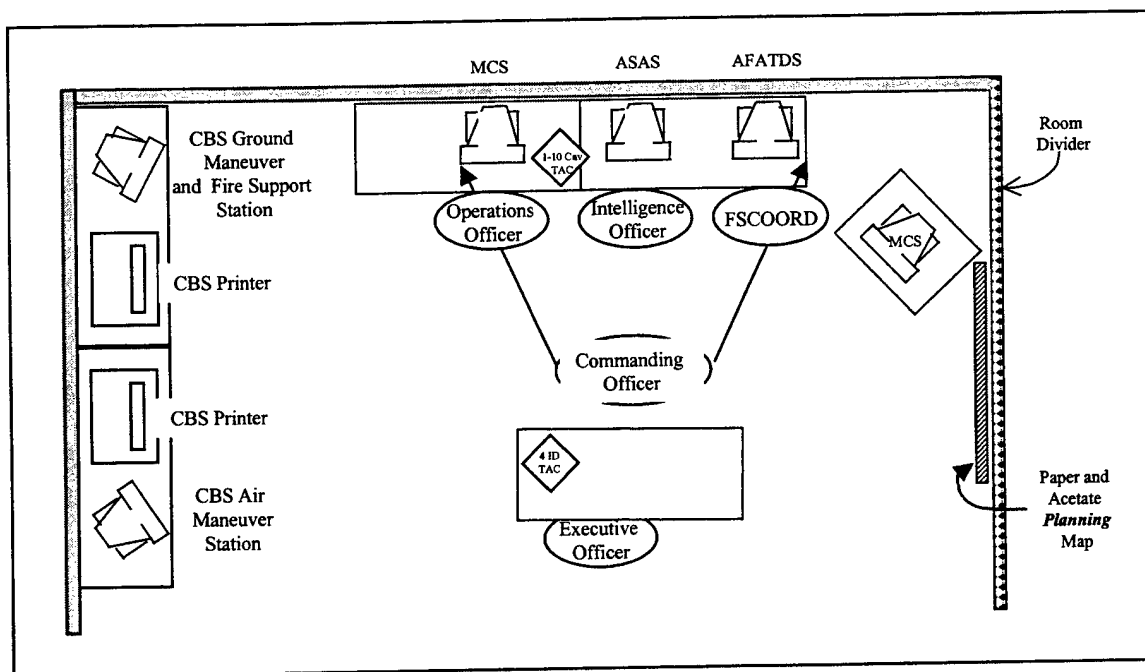 MCS
ASAS
AFATDS
CBS Ground
Maneuver
and Fire Support
Station
1-10 Cav
TAC
Room
Divider
Operations
Officer
Intelligence
Officer
FSCOORD
MCS
CBS Printer
Commanding
Officer
CBS Printer
4 ID
TAC
CBS Air
Maneuver
Station
Executive
Officer
Paper and
Acetate
Planning
Map